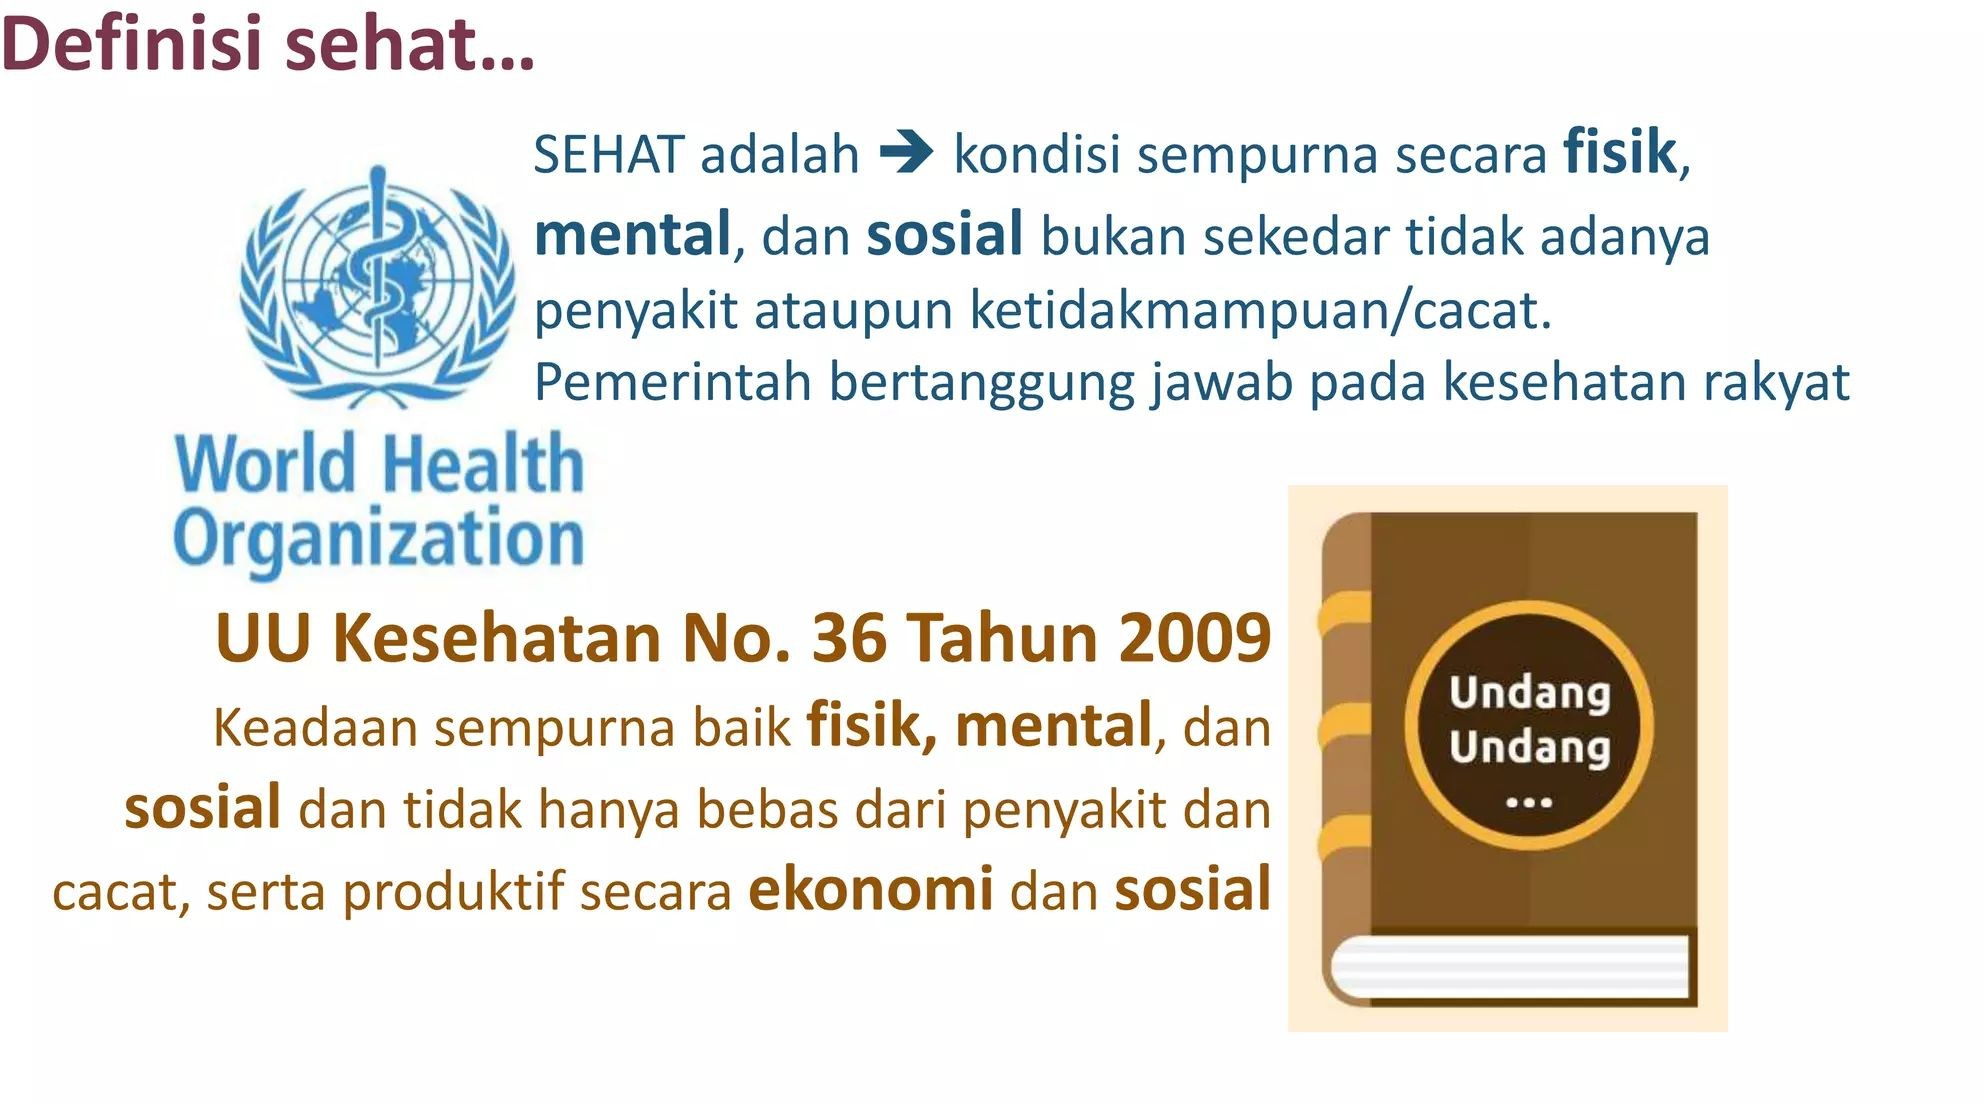 Definisi sehat...
SEHAT adalah ➔ kondisi sempurna secara fisik,
mental, dan sosial bukan sekedar tidak adanya
penyakit ataupun ketidakmampuan/cacat.
Pemerintah bertanggung jawab pada kesehatan rakyat
World Health
Organization
UU Kesehatan No. 36 Tahun 2009
Keadaan sempurna baik fisik, mental, dan
sosial dan tidak hanya bebas dari penyakit dan
cacat, serta produktif secara ekonomi dan sosial
Undang
Undang
...